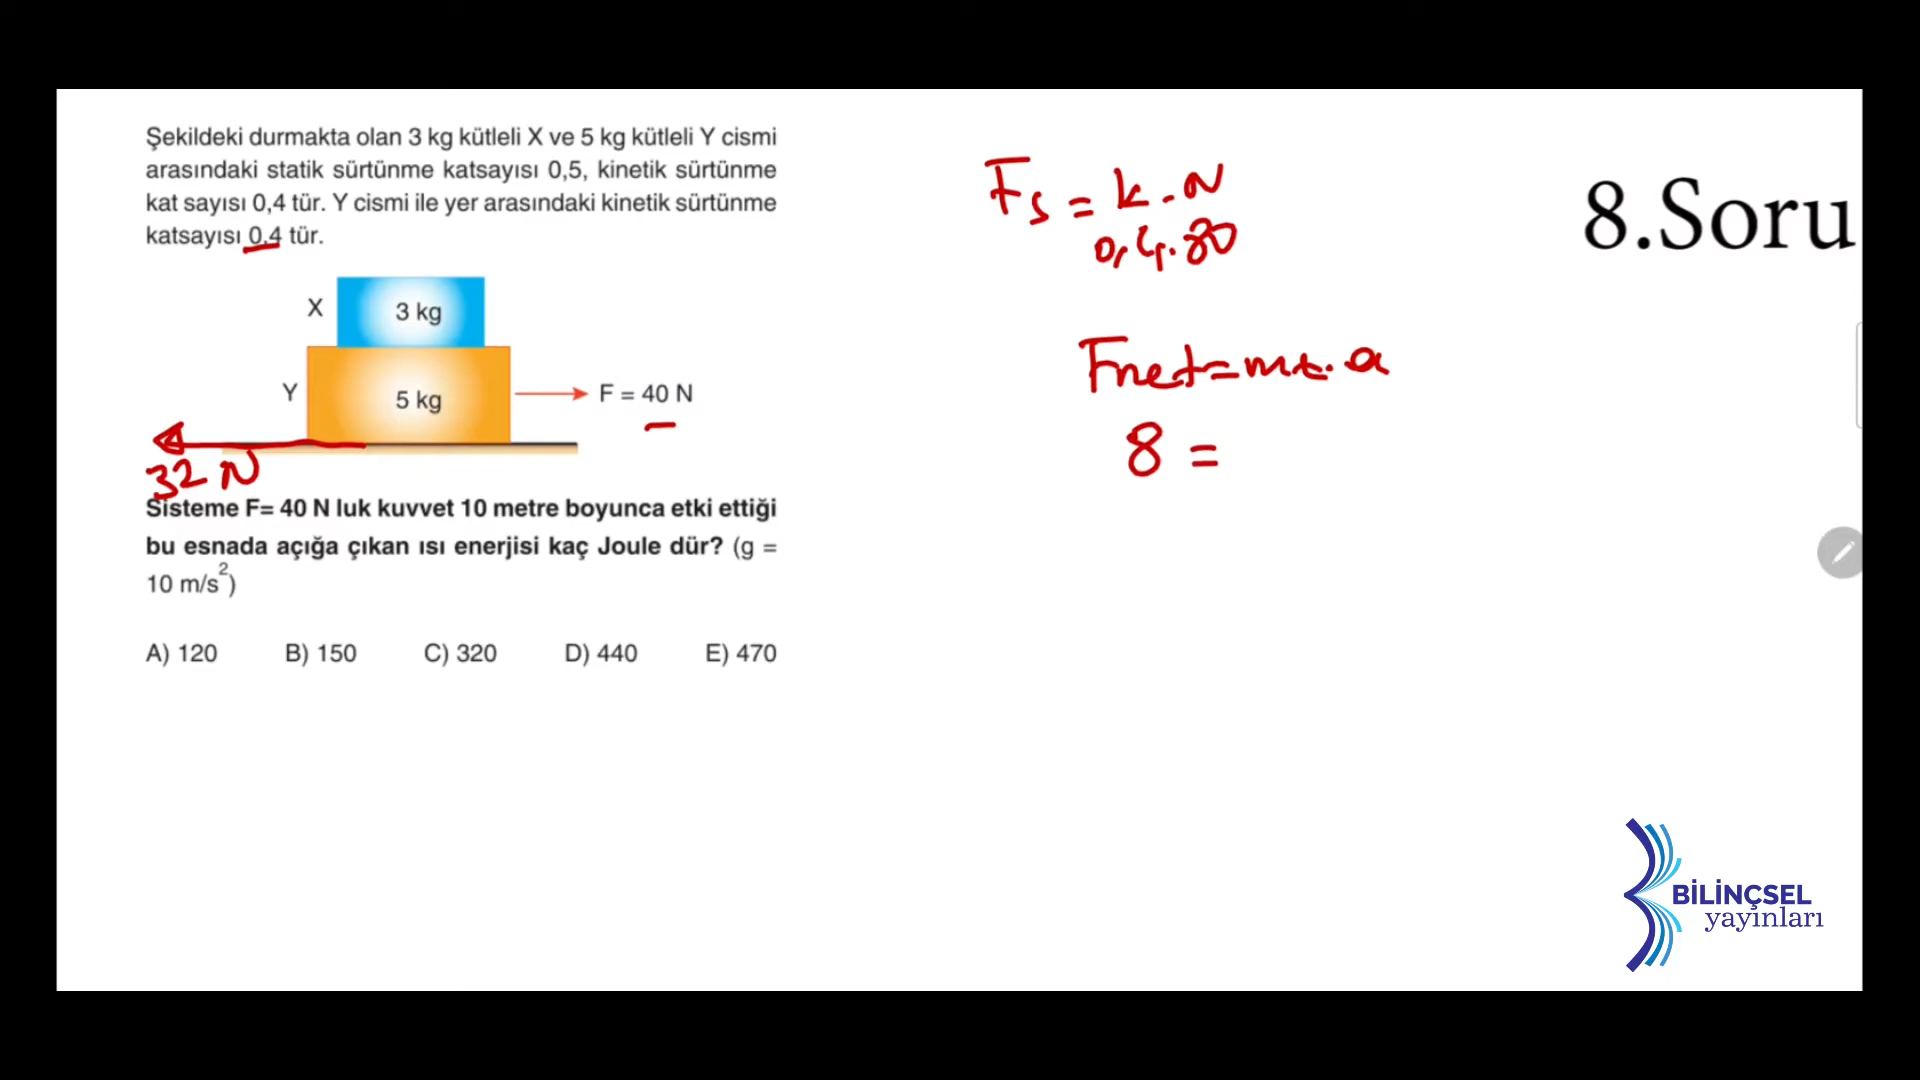 Şekildeki durmakta olan 3 kg kütleli X ve 5 kg kütleli Y cismi
arasındaki statik sürtünme katsayısı 0,5, kinetik sürtünme
kat sayısı 0,4 tür. Y cismi ile yer arasındaki kinetik sürtünme
katsayısı 0,4 tür.
X
3 kg
Y
5 kg
F = 40 N
32 N
Sisteme F= 40 N luk kuvvet 10 metre boyunca etki ettiği
bu esnada açığa çıkan ısı enerjisi kaç Joule dür? (g =
10 m/s²)
A) 120 B) 150 C) 320 D) 440 E) 470
Fs = k.N
0,4.80
Fnet=mt.a
8 =
8.Soru
BİLİNÇSEL
yayınları